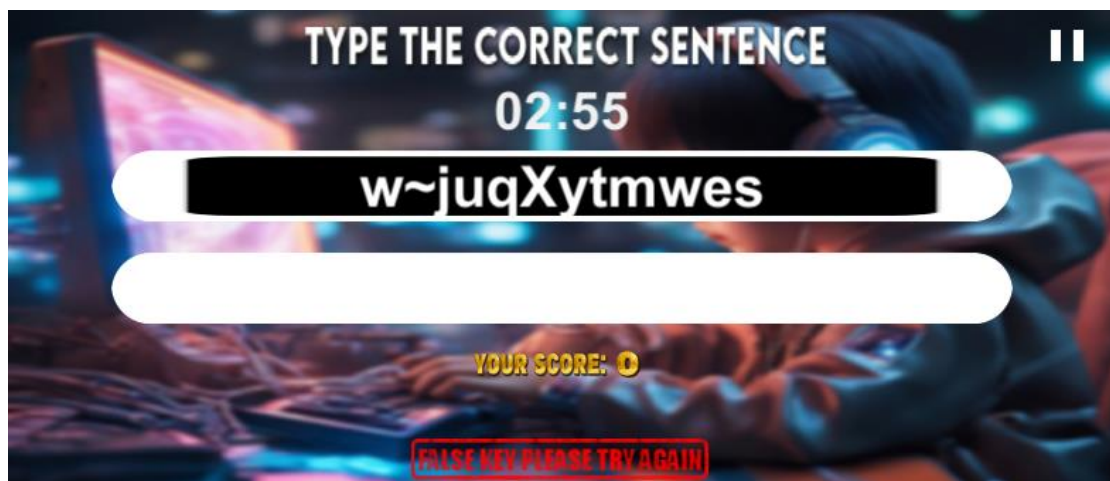 TYPE THE CORRECT SENTENCE
02:55
w~juqXytmwes
YOUR SCORE: 0
FALSE KEY PLEASE TRY AGAIN